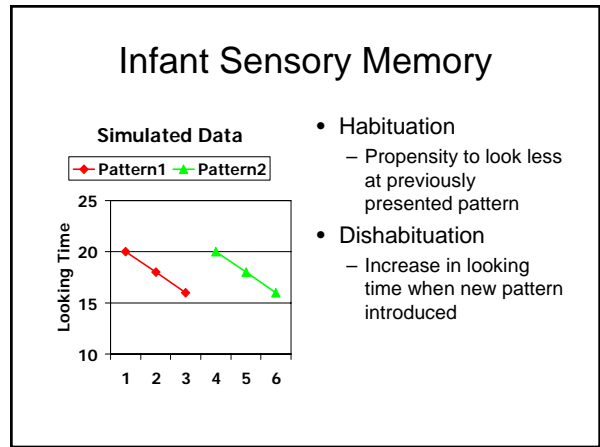 Infant Sensory Memory
Simulated Data
Pattern1 Pattern2
25
20
15
10
Looking Time
1 2 3 4 5 6
• Habituation
– Propensity to look less
at previously
presented pattern
• Dishabituation
– Increase in looking
time when new pattern
introduced